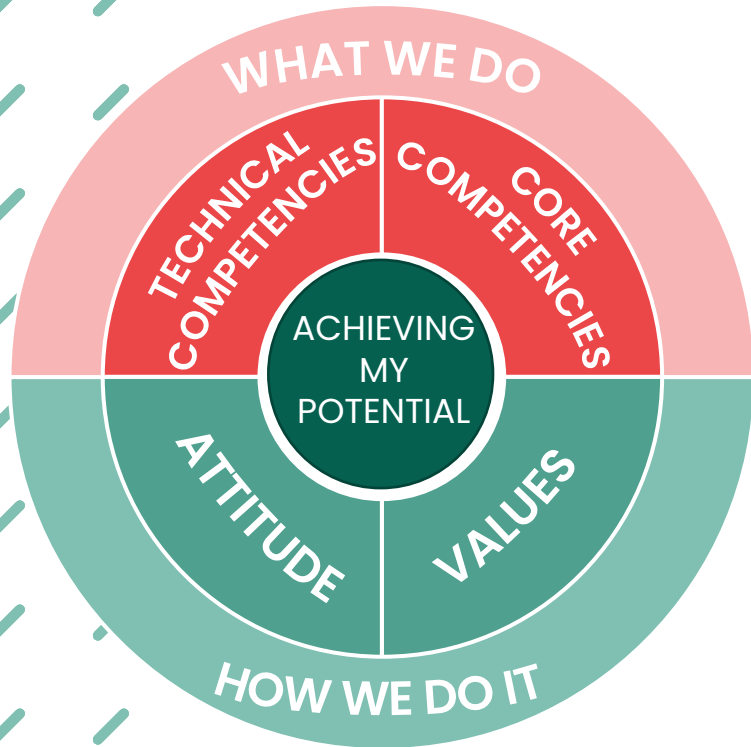 WHAT WE DO
TECHNICAL
COMPETENCIES
CORE
COMPETENCIES
ACHIEVING
MY
POTENTIAL
ATTITUDE
VALUES
HOW WE DO IT